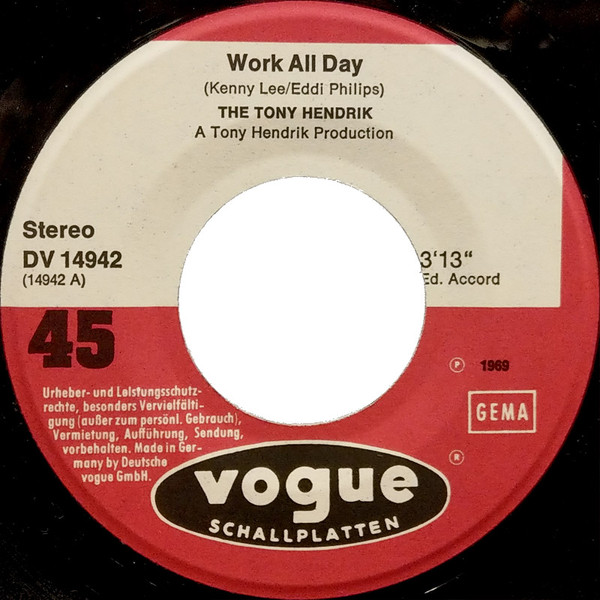 Work All Day
(Kenny Lee/Eddi Philips)
THE TONY HENDRIK
A Tony Hendrik Production
Stereo
DV 14942
(14942 A)
3‘13“
Ed. Accord
45
℗ 1969
GEMA
Urheber- und Leistungsschutz-
rechte, besonders Vervielfälti-
gung (außer zum persönl. Gebrauch),
Vermietung, Aufführung, Sendung,
vorbehalten. Made in Ger-
many by Deutsche
vogue GmbH.
®
vogue
SCHALLPLATTEN